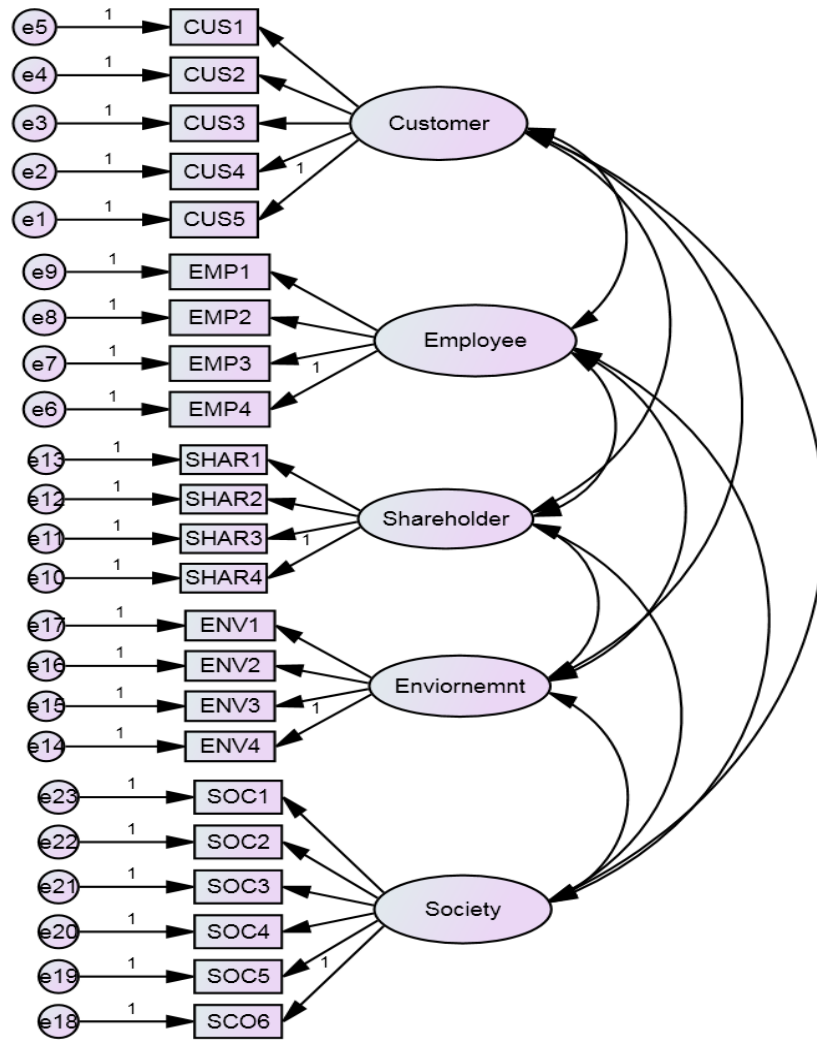 e5 1 CUS1
e4 1 CUS2
e3 1 CUS3 Customer
e2 1 CUS4 1
e1 1 CUS5
e9 1 EMP1
e8 1 EMP2
e7 1 EMP3 Employee
e6 1 EMP4 1
e13 1 SHAR1
e12 1 SHAR2
e11 1 SHAR3 1 Shareholder
e10 1 SHAR4
e17 1 ENV1
e16 1 ENV2
e15 1 ENV3 1 Enviornemnt
e14 1 ENV4
e23 1 SOC1
e22 1 SOC2
e21 1 SOC3
e20 1 SOC4 Society
e19 1 SOC5 1
e18 1 SCO6